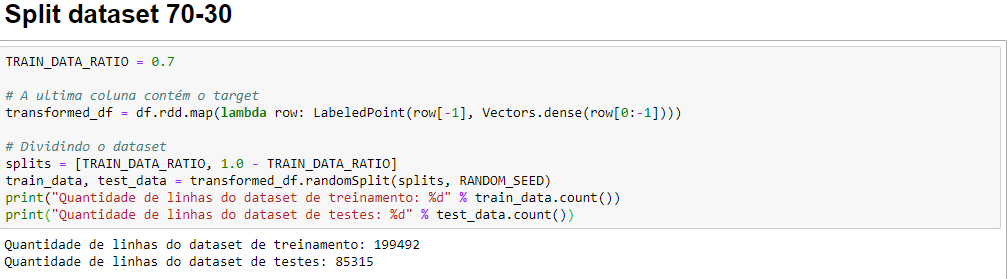 Split dataset 70-30
TRAIN_DATA_RATIO = 0.7
# A ultima coluna contém o target
transformed_df = df.rdd.map(lambda row: LabeledPoint(row[-1], Vectors.dense(row[0:-1])))
# Dividindo o dataset
splits = [TRAIN_DATA_RATIO, 1.0 - TRAIN_DATA_RATIO]
train_data, test_data = transformed_df.randomSplit(splits, RANDOM_SEED)
print("Quantidade de linhas do dataset de treinamento: %d" % train_data.count())
print("Quantidade de linhas do dataset de testes: %d" % test_data.count())
Quantidade de linhas do dataset de treinamento: 199492
Quantidade de linhas do dataset de testes: 85315